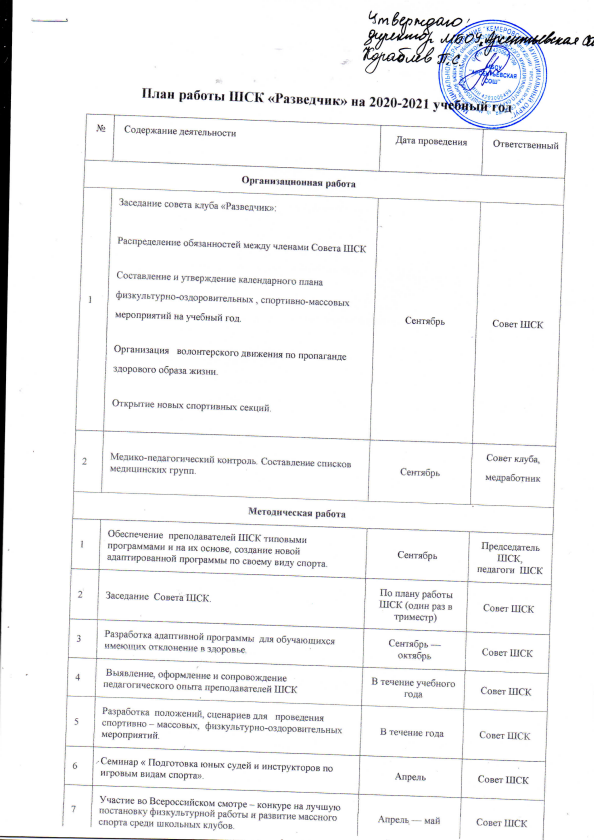 Утверждаю:
директор МБОУ "Арсентьевская СОШ"
Кораблев П.С.
МБОУ
"АРСЕНТЬЕВСКАЯ
СОШ"
План работы ШСК «Разведчик» на 2020-2021 учебный год
№ Содержание деятельности Дата проведения Ответственный
Организационная работа
Заседание совета клуба «Разведчик»:
Распределение обязанностей между членами Совета ШСК
Составление и утверждение календарного плана
физкультурно-оздоровительных , спортивно-массовых
1
мероприятий на учебный год.
Сентябрь Совет ШСК
Организация волонтерского движения по пропаганде
здорового образа жизни.
Открытие новых спортивных секций.
2
Медико-педагогический контроль. Составление списков
медицинских групп.
Сентябрь
Совет клуба,
медработник
Методическая работа
1
Обеспечение преподавателей ШСК типовыми
программами и на их основе, создание новой
адаптированной программы по своему виду спорта.
Сентябрь
Председатель
ШСК,
педагоги ШСК
2
Заседание Совета ШСК.
По плану работы
ШСК (один раз в
триместр)
Совет ШСК
3
Разработка адаптивной программы для обучающихся
имеющих отклонение в здоровье.
Сентябрь —
октябрь
Совет ШСК
4
Выявление, оформление и сопровождение
педагогического опыта преподавателей ШСК
В течение учебного
года
Совет ШСК
5
Разработка положений, сценариев для проведения
спортивно – массовых, физкультурно-оздоровительных
мероприятий.
В течение года
Совет ШСК
6
Семинар « Подготовка юных судей и инструкторов по
игровым видам спорта».
Апрель
Совет ШСК
7
Участие во Всероссийском смотре – конкурсе на лучшую
постановку физкультурной работы и развитие массного
спорта среди школьных клубов.
Апрель — май
Совет ШСК